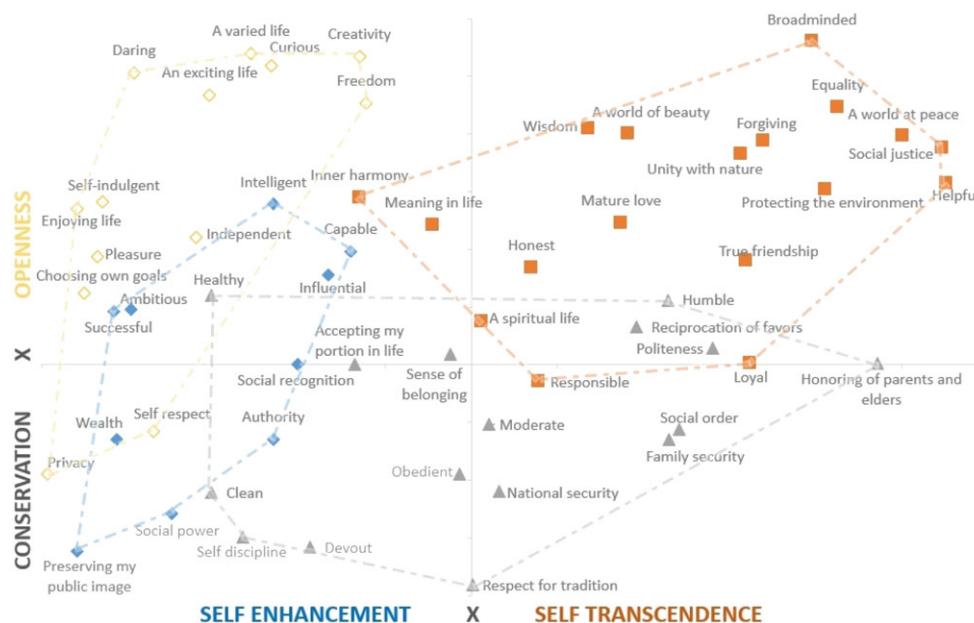 Broadminded
A varied life
Creativity
Daring
Curious
An exciting life
Freedom
Equality
A world of beauty
A world at peace
Wisdom
Forgiving
Social justice
Unity with nature
Inner harmony
Self-indulgent
Intelligent
Helpful
Meaning in life
Mature love
Protecting the environment
Enjoying life
Independent
Capable
Honest
True friendship
Pleasure
Choosing own goals
Healthy
Influential
Ambitious
Humble
Successful
A spiritual life
Accepting my
portion in life
Reciprocation of favors
Politeness
Sense of
belonging
Social recognition
Responsible
Loyal
Honoring of parents and
elders
Self respect
Authority
Wealth
Social order
Moderate
Family security
Privacy
Obedient
Clean
National security
Social power
Self discipline
Devout
Preserving my
public image
Respect for tradition
OPENNESS
X
CONSERVATION
SELF ENHANCEMENT
X
SELF TRANSCENDENCE